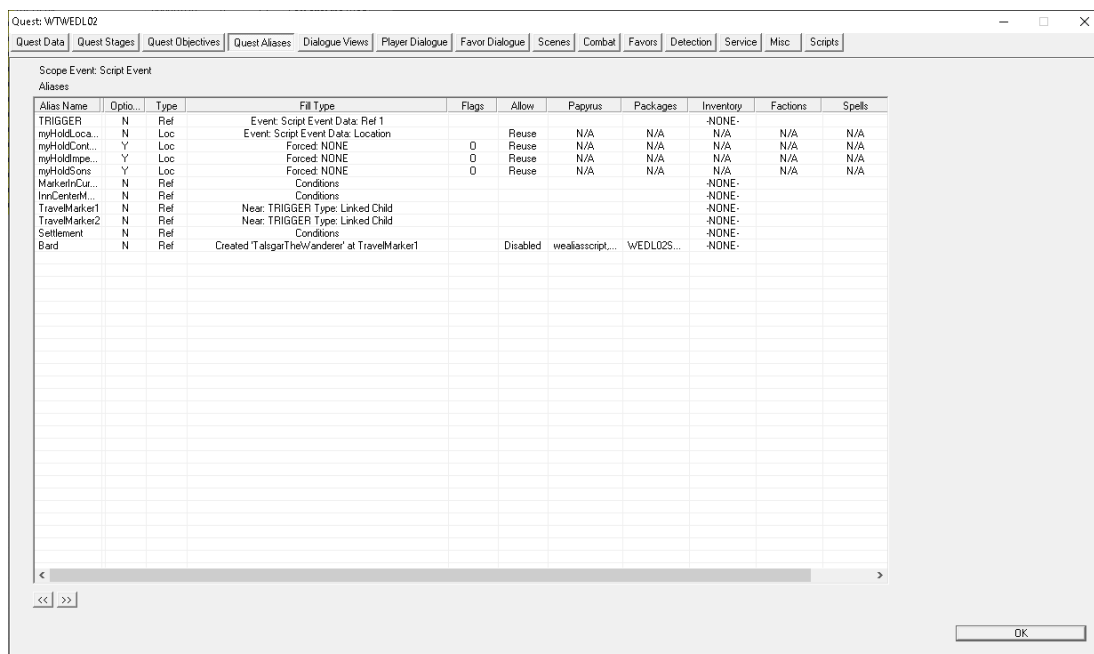 Quest: WTWEDL02
Quest Data Quest Stages Quest Objectives Quest Aliases Dialogue Views Player Dialogue Favor Dialogue Scenes Combat Favors Detection Service Misc Scripts
Scope Event: Script Event
Aliases
Alias Name Optio... Type Fill Type Flags Allow Papyrus Packages Inventory Factions Spells
TRIGGER N Ref Event: Script Event Data: Ref 1 -NONE-
myHoldLoca... N Loc Event: Script Event Data: Location Reuse N/A N/A N/A N/A N/A
myHoldCont... Y Loc Forced: NONE 0 Reuse N/A N/A N/A N/A N/A
myHoldImpe... Y Loc Forced: NONE 0 Reuse N/A N/A N/A N/A N/A
myHoldSons Y Loc Forced: NONE 0 Reuse N/A N/A N/A N/A N/A
MarkerInCur... N Ref Conditions -NONE-
InnCenterM... N Ref Conditions -NONE-
TravelMarker1 N Ref Near: TRIGGER Type: Linked Child -NONE-
TravelMarker2 N Ref Near: TRIGGER Type: Linked Child -NONE-
Settlement N Ref Conditions -NONE-
Bard N Ref Created 'TalsgarTheWanderer' at TravelMarker1 Disabled wealiasscript,... WEDL02S... -NONE-
<< >>
OK